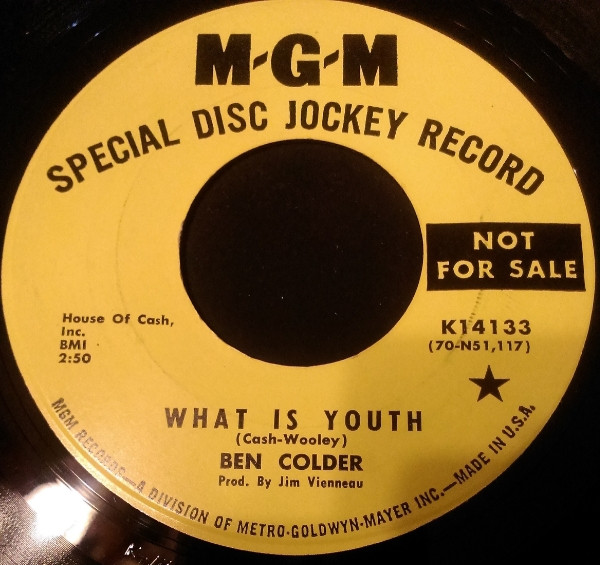 M-G-M
SPECIAL DISC JOCKEY RECORD
NOT
FOR SALE
House Of Cash,
Inc.
BMI
2:50
K14133
(70-N51,117)
WHAT IS YOUTH
(Cash-Wooley)
BEN COLDER
Prod. By Jim Vienneau
MGM RECORDS—A DIVISION OF METRO-GOLDWYN-MAYER INC.—MADE IN U.S.A.